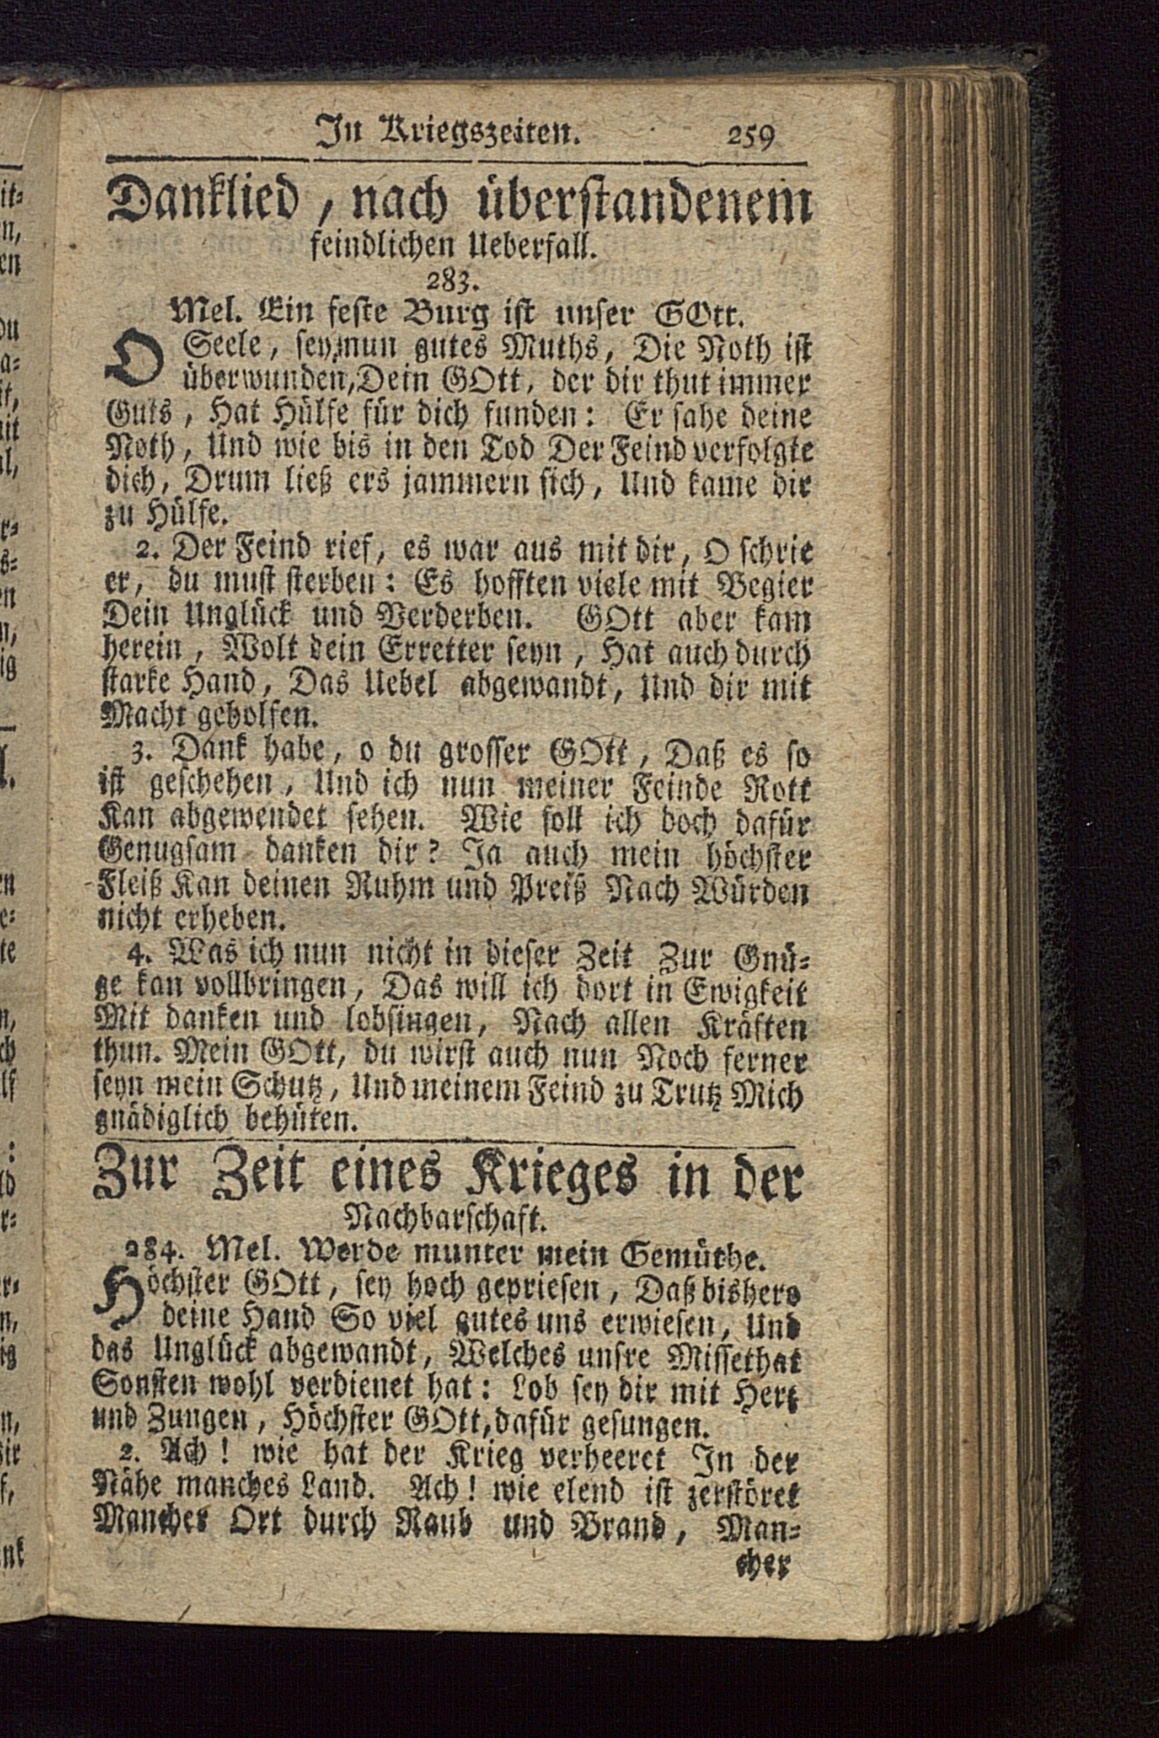 In Kriegszeiten. 259
Danklied, nach überstandenem
feindlichen Ueberfall.
283.
Mel. Ein feste Burg ist unser GOtt.
O Seele, sey nun gutes Muths, Die Noth ist
überwunden, Dein GOtt, der dir thut immer
Guts, Hat Hülfe für dich funden: Er sahe deine
Noth, Und wie bis in den Tod Der Feind verfolgte
dich, Drum ließ ers jammern sich, Und kame dir
zu Hülfe.
2. Der Feind rief, es war aus mit dir, O schrie
er, du must sterben: Es hofften viele mit Begier
Dein Unglück und Verderben. GOtt aber kam
herein, Wolt dein Erretter seyn, Hat auch durch
starke Hand, Das Uebel abgewandt, Und dir mit
Macht geholfen.
3. Dank habe, o du grosser GOtt, Daß es so
ist geschehen, Und ich nun meiner Feinde Rott
Kan abgewendet sehen. Wie soll ich doch dafür
Genugsam danken dir? Ja auch mein höchster
Fleiß Kan deinen Ruhm und Preiß Nach Würden
nicht erheben.
4. Was ich nun nicht in dieser Zeit Zur Gnü-
ge kan vollbringen, Das will ich dort in Ewigkeit
Mit danken und lobsingen, Nach allen Kräften
thun. Mein GOtt, du wirst auch nun Noch ferner
seyn mein Schutz, Und meinem Feind zu Trutz Mich
gnädiglich behüten.
Zur Zeit eines Krieges in der
Nachbarschaft.
284. Mel. Werde munter mein Gemüthe.
Höchster GOtt, sey hoch gepriesen, Daß bishero
deine Hand So viel gutes uns erwiesen, Und
das Unglück abgewandt, Welches unsre Missethat
Sonsten wohl verdienet hat: Lob sey dir mit Hertz
und Zungen, Höchster GOtt, dafür gesungen.
2. Ach! wie hat der Krieg verheeret In der
Nähe manches Land. Ach! wie elend ist zerstöret
Mancher Ort durch Raub und Brand, Man-
cher